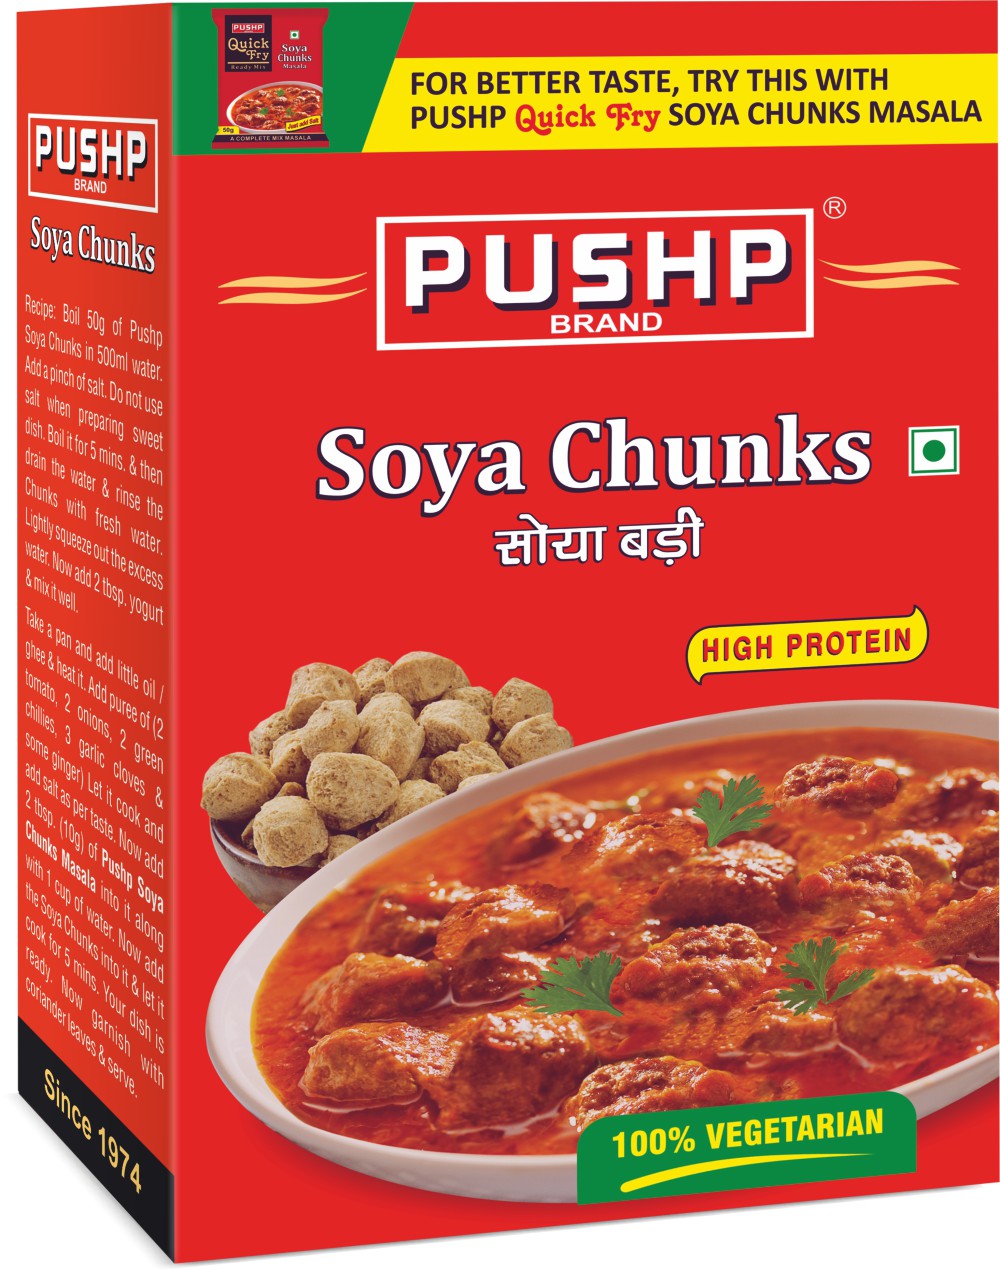 PUSHP
Quick
Fry
Ready Mix
Soya
Chunks
Masala
50g
Just add Salt
A COMPLETE MIX MASALA
FOR BETTER TASTE, TRY THIS WITH
PUSHP Quick Fry SOYA CHUNKS MASALA
PUSHP
BRAND
®
Soya Chunks
सोया बड़ी
HIGH PROTEIN
100% VEGETARIAN
PUSHP
BRAND
Soya Chunks
Recipe: Boil 50g of Pushp
Soya Chunks in 500ml water.
Add a pinch of salt. Do not use
salt when preparing sweet
dish. Boil it for 5 mins. & then
drain the water & rinse the
Chunks with fresh water.
Lightly squeeze out the excess
water. Now add 2 tbsp. yogurt
& mix it well.
Take a pan and add little oil /
ghee & heat it. Add puree of (2
tomato, 2 onions, 2 green
chillies, 3 garlic cloves &
some ginger) Let it cook and
add salt as per taste. Now add
2 tbsp. (10g) of Pushp Soya
Chunks Masala into it along
with 1 cup of water. Now add
the Soya Chunks into it & let it
cook for 5 mins. Your dish is
ready. Now garnish with
coriander leaves & serve.
Since 1974